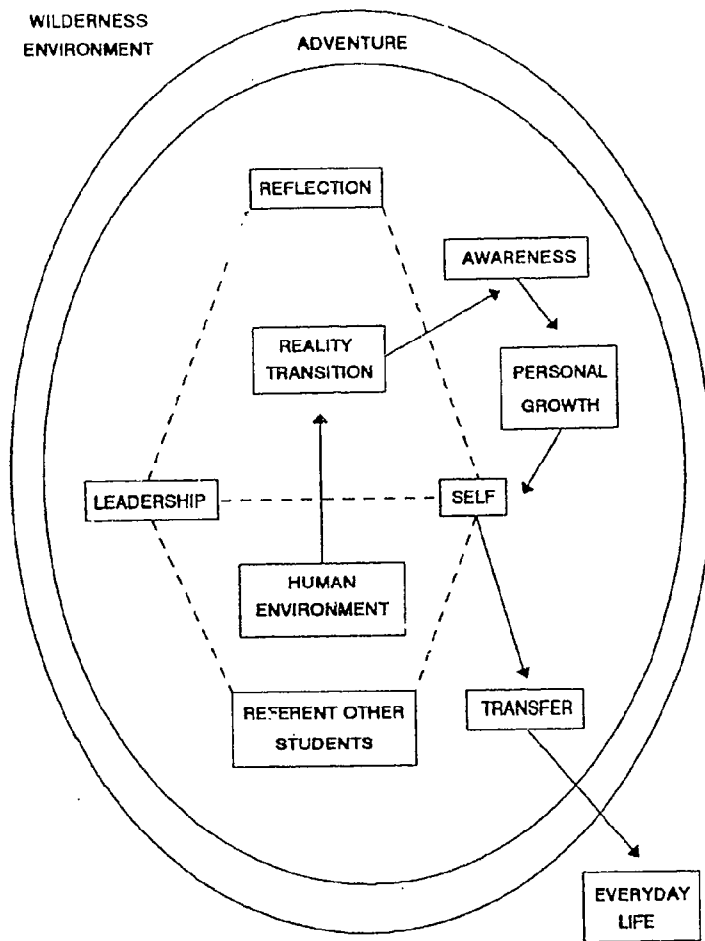 WILDERNESS
ENVIRONMENT
ADVENTURE
REFLECTION
AWARENESS
REALITY
TRANSITION
PERSONAL
GROWTH
LEADERSHIP
SELF
HUMAN
ENVIRONMENT
REFERENT OTHER
STUDENTS
TRANSFER
EVERYDAY
LIFE